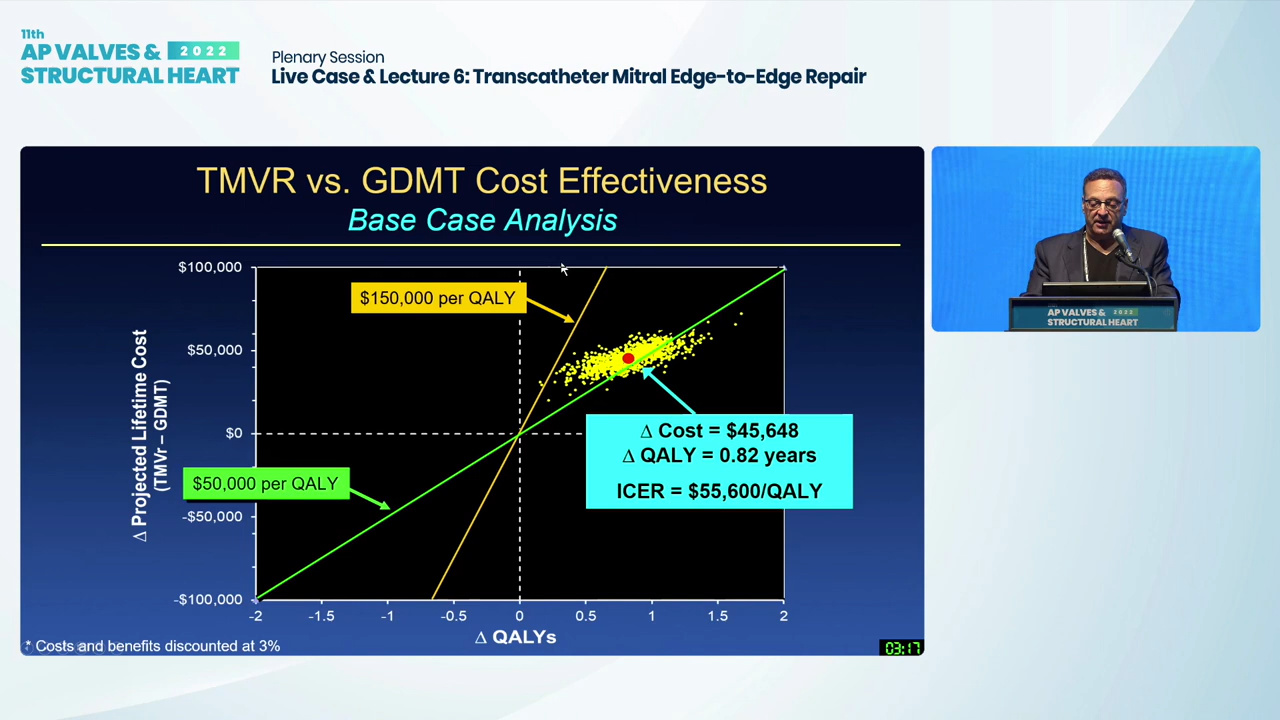 11th
AP VALVES & 2022
STRUCTURAL HEART
Plenary Session
Live Case & Lecture 6: Transcatheter Mitral Edge-to-Edge Repair
TMVR vs. GDMT Cost Effectiveness
Base Case Analysis
$100,000
$50,000
$0
-$50,000
-$100,000
∆ Projected Lifetime Cost
(TMVr – GDMT)
$150,000 per QALY
$50,000 per QALY
∆ Cost = $45,648
∆ QALY = 0.82 years
ICER = $55,600/QALY
-2 -1.5 -1 -0.5 0 0.5 1 1.5 2
∆ QALYs
* Costs and benefits discounted at 3%
03:17
AP VALVES & 2022
STRUCTURAL HEART